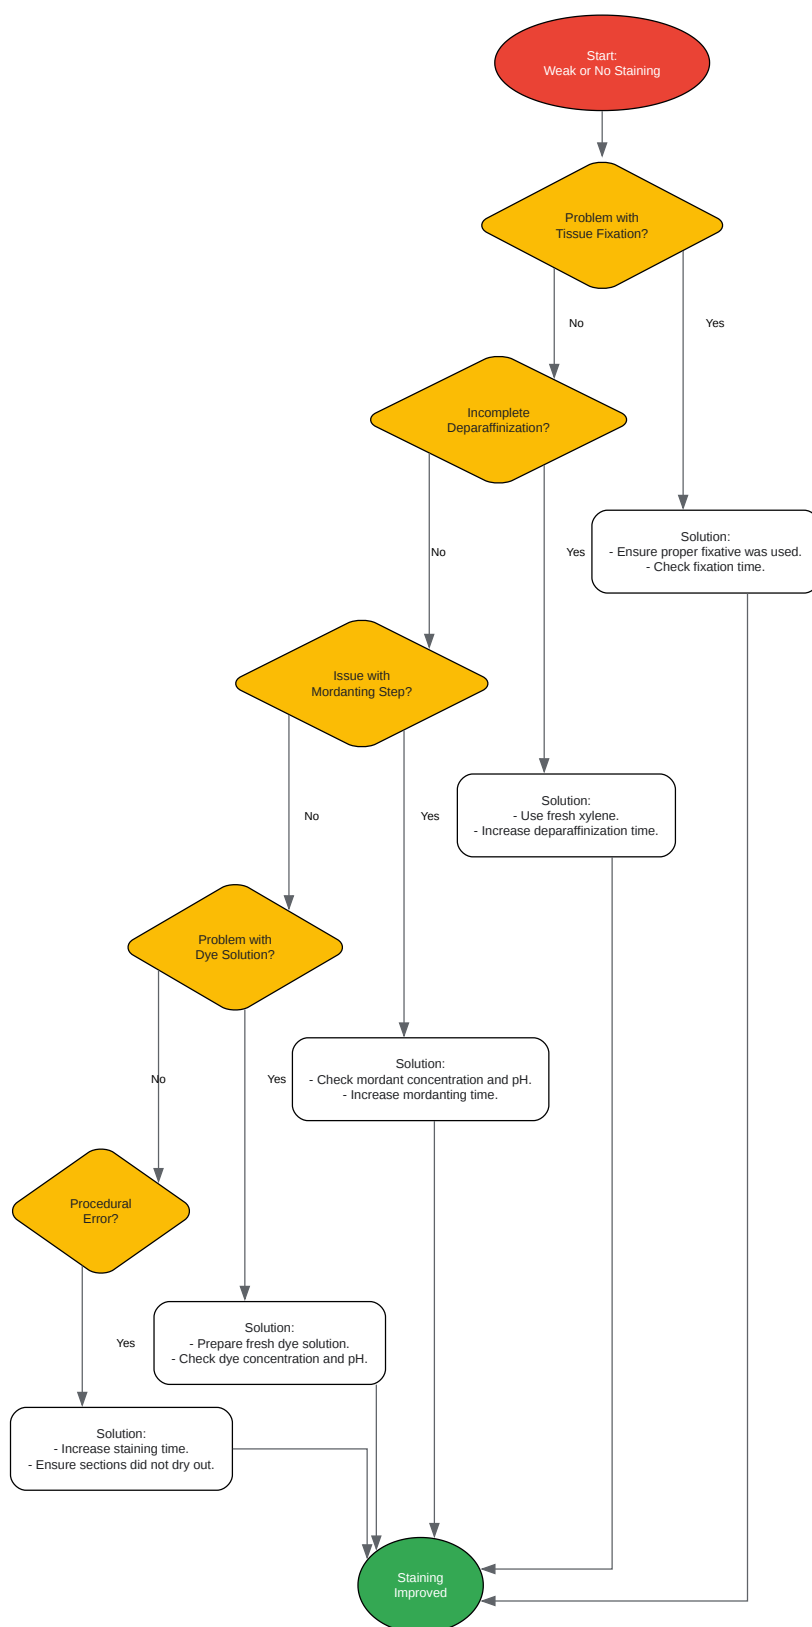 Start:
Weak or No Staining
Problem with
Tissue Fixation?
No
Yes
Incomplete
Deparaffinization?
Solution:
- Ensure proper fixative was used.
- Check fixation time.
No
Yes
Issue with
Mordanting Step?
Solution:
- Use fresh xylene.
- Increase deparaffinization time.
No
Yes
Problem with
Dye Solution?
Solution:
- Check mordant concentration and pH.
- Increase mordanting time.
No
Yes
Procedural
Error?
Solution:
- Prepare fresh dye solution.
- Check dye concentration and pH.
Yes
Solution:
- Increase staining time.
- Ensure sections did not dry out.
Staining
Improved